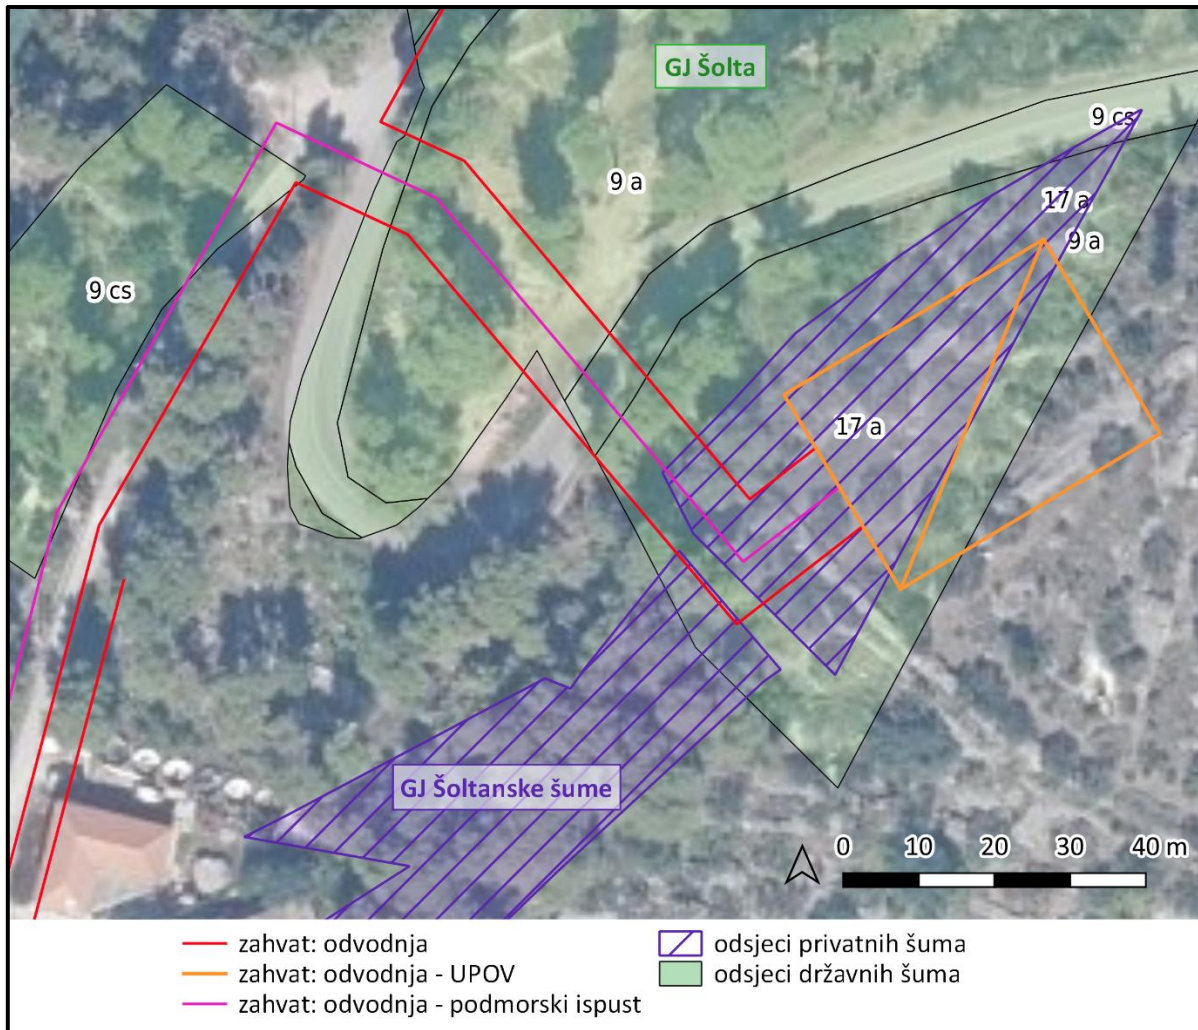 GJ Šolta
9 cs
9 a
17 a
9 a
9 cs
17 a
GJ Šoltanske šume
0 10 20 30 40 m
zahvat: odvodnja
zahvat: odvodnja - UPOV
zahvat: odvodnja - podmorski ispust
odsjeci privatnih šuma
odsjeci državnih šuma